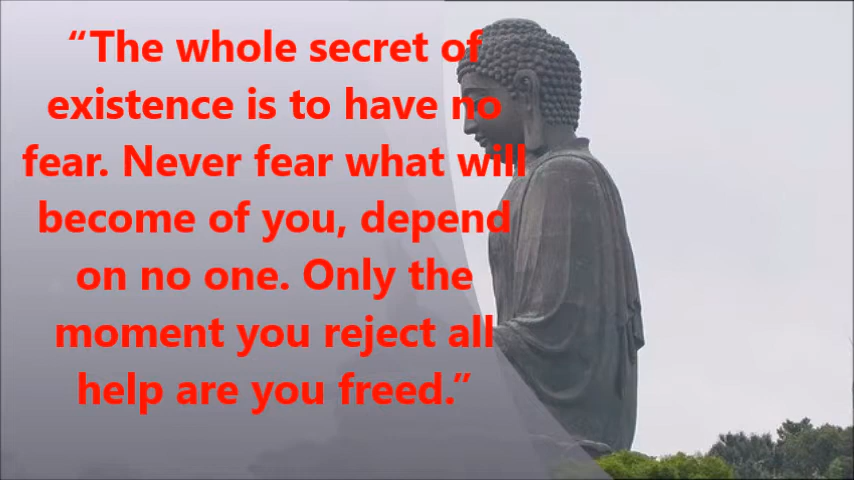 “The whole secret of
existence is to have no
fear. Never fear what will
become of you, depend
on no one. Only the
moment you reject all
help are you freed.”